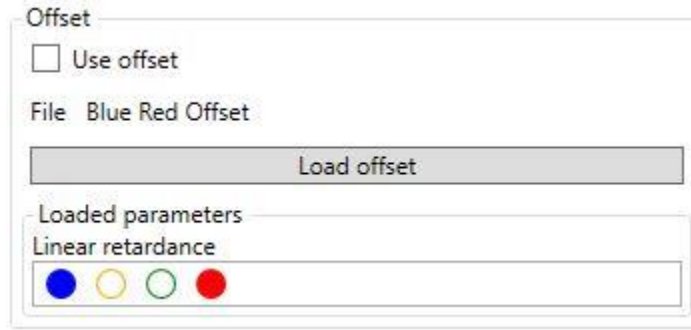 Offset
Use offset
File Blue Red Offset
Load offset
Loaded parameters
Linear retardance